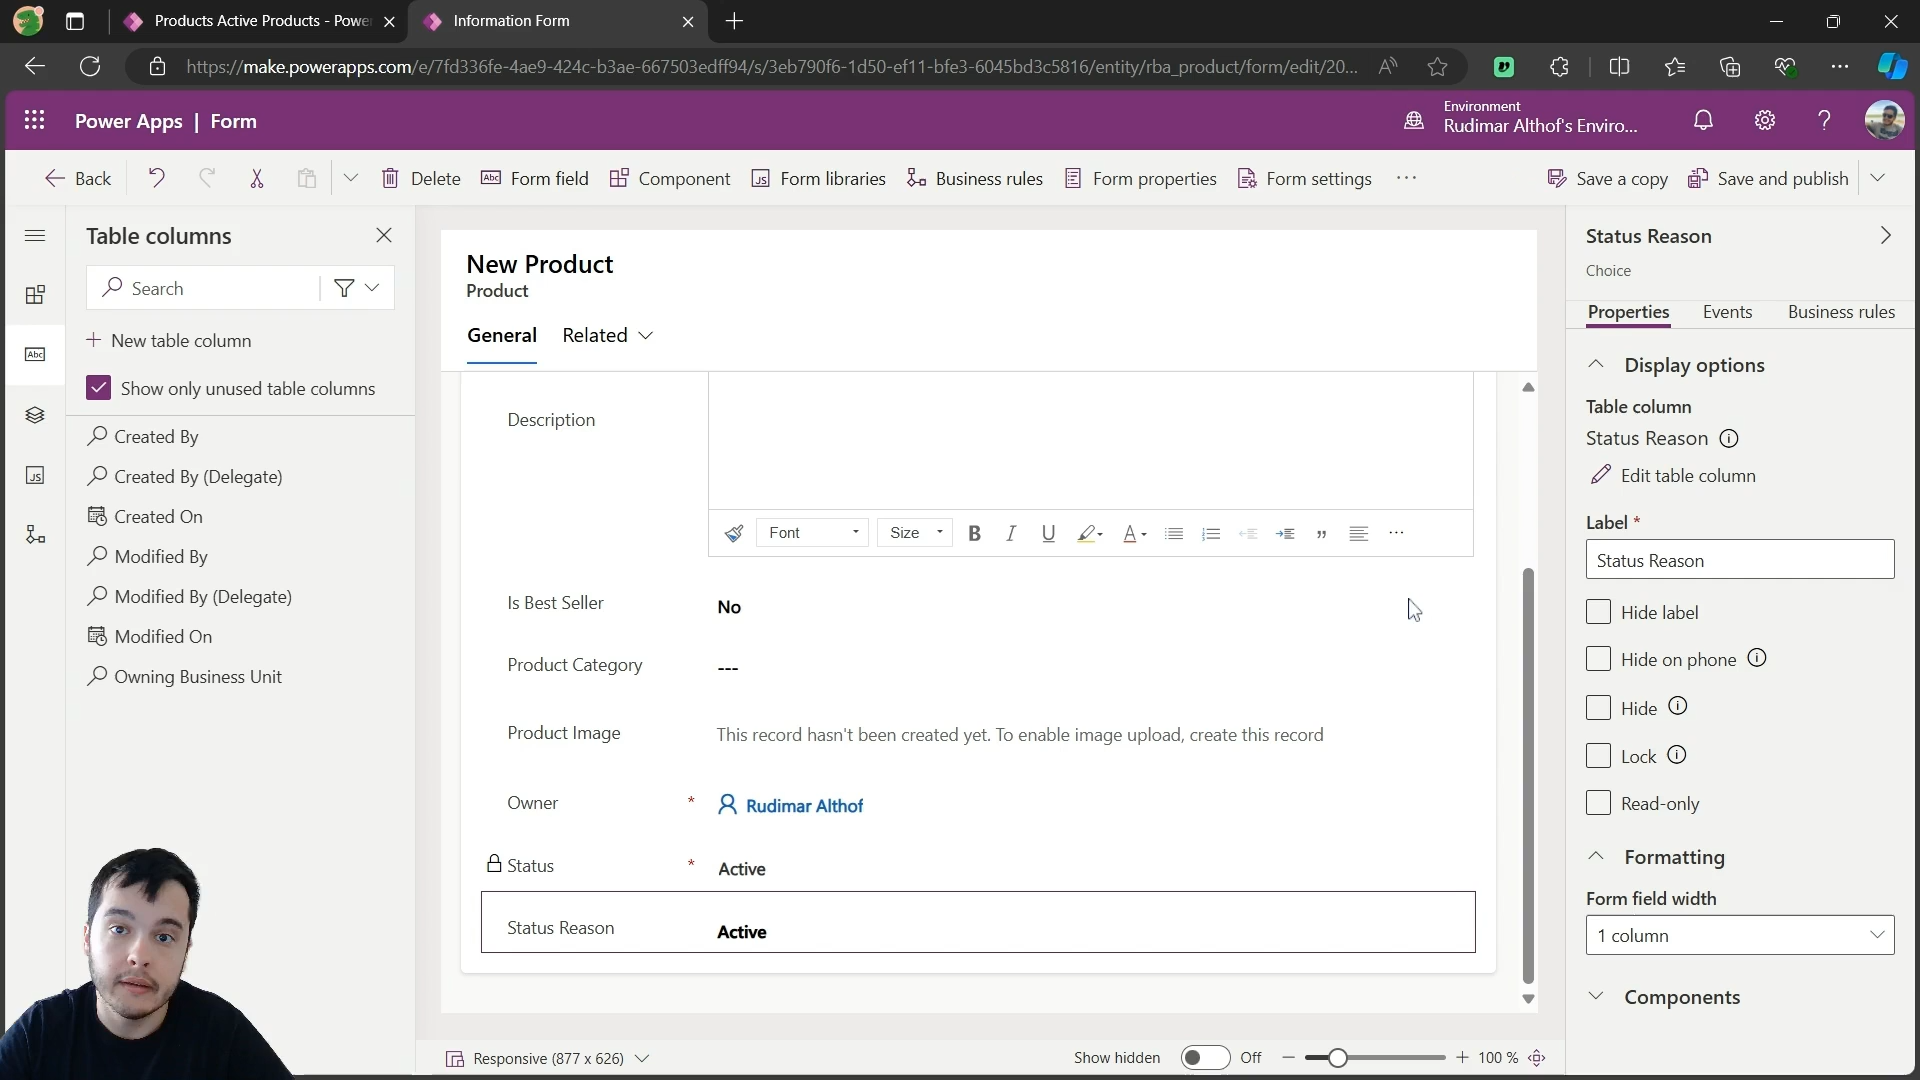 Products Active Products - Powe
Information Form
https://make.powerapps.com/e/7fd336fe-4ae9-424c-b3ae-667503edff94/s/3eb790f6-1d50-ef11-bfe3-6045bd3c5816/entity/rba_product/form/edit/20...
Power Apps | Form
Environment
Rudimar Althof's Enviro...
Back
Delete
Abc
Form field
Component
JS
Form libraries
Business rules
Form properties
Form settings
Save a copy
Save and publish
Table columns
Search
New table column
Show only unused table columns
Created By
Created By (Delegate)
Created On
Modified By
Modified By (Delegate)
Modified On
Owning Business Unit
Abc
JS
New Product
Product
General
Related
Description
Font
Size
B I U A
Is Best Seller
No
Product Category
---
Product Image
This record hasn't been created yet. To enable image upload, create this record
Owner *
Rudimar Althof
Status *
Active
Status Reason
Active
Responsive (877 x 626)
Show hidden
Off
100 %
Status Reason
Choice
Properties
Events
Business rules
Display options
Table column
Status Reason
Edit table column
Label *
Status Reason
Hide label
Hide on phone
Hide
Lock
Read-only
Formatting
Form field width
1 column
Components